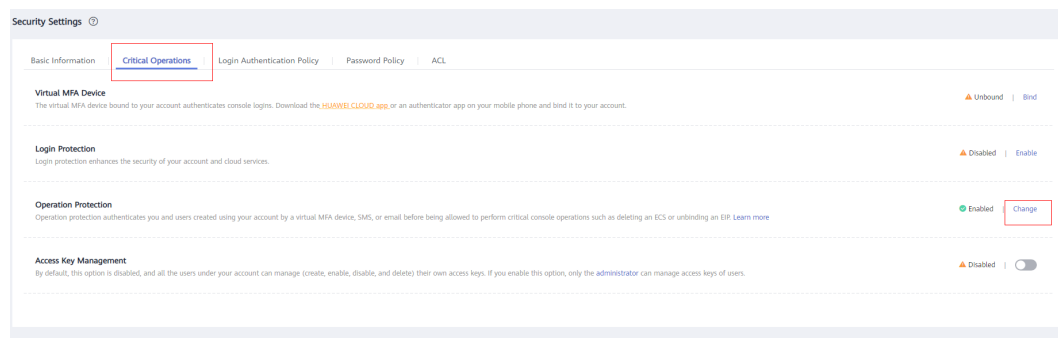 Security Settings
Basic Information | Critical Operations | Login Authentication Policy | Password Policy | ACL
Virtual MFA Device
The virtual MFA device bound to your account authenticates console logins. Download the HUAWEI CLOUD app or an authenticator app on your mobile phone and bind it to your account.
Unbound | Bind
Login Protection
Login protection enhances the security of your account and cloud services.
Disabled | Enable
Operation Protection
Operation protection authenticates you and users created using your account by a virtual MFA device, SMS, or email before being allowed to perform critical console operations such as deleting an ECS or unbinding an EIP. Learn more
Enabled | Change
Access Key Management
By default, this option is disabled, and all the users under your account can manage (create, enable, disable, and delete) their own access keys. If you enable this option, only the administrator can manage access keys of users.
Disabled |